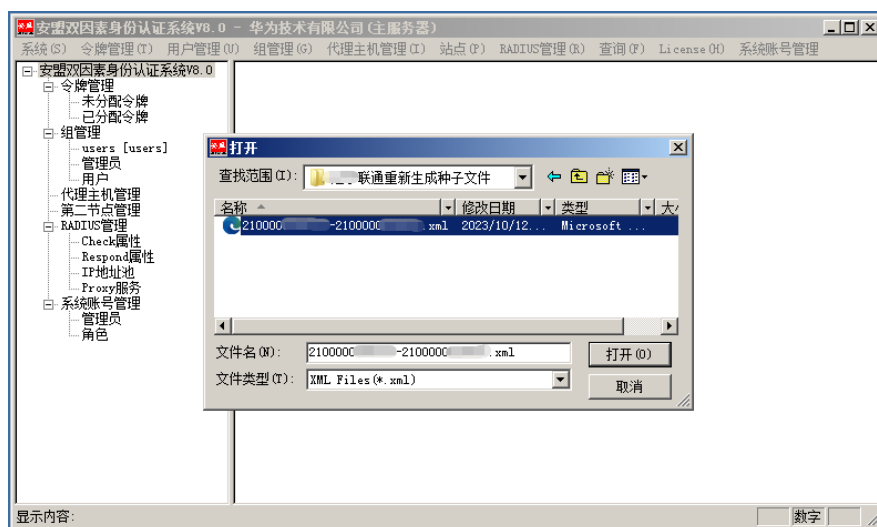 安盟双因素身份认证系统V8.0 - 华为技术有限公司(主服务器)
系统(S) 令牌管理(T) 用户管理(U) 组管理(G) 代理主机管理(I) 站点(P) RADIUS管理(R) 查询(F) License(H) 系统账号管理
安盟双因素身份认证系统V8.0
令牌管理
未分配令牌
已分配令牌
组管理
users [users]
管理员
用户
代理主机管理
第二节点管理
RADIUS管理
Check属性
Respond属性
IP地址池
Proxy服务
系统账号管理
管理员
角色
打开
查找范围(I): 联通重新生成种子文件
名称 修改日期 类型 大小
2100000 -2100000 .xml 2023/10/12... Microsoft ...
文件名(N): 2100000 -2100000 .xml 打开(O)
文件类型(T): XML Files(*.xml) 取消
显示内容: 数字